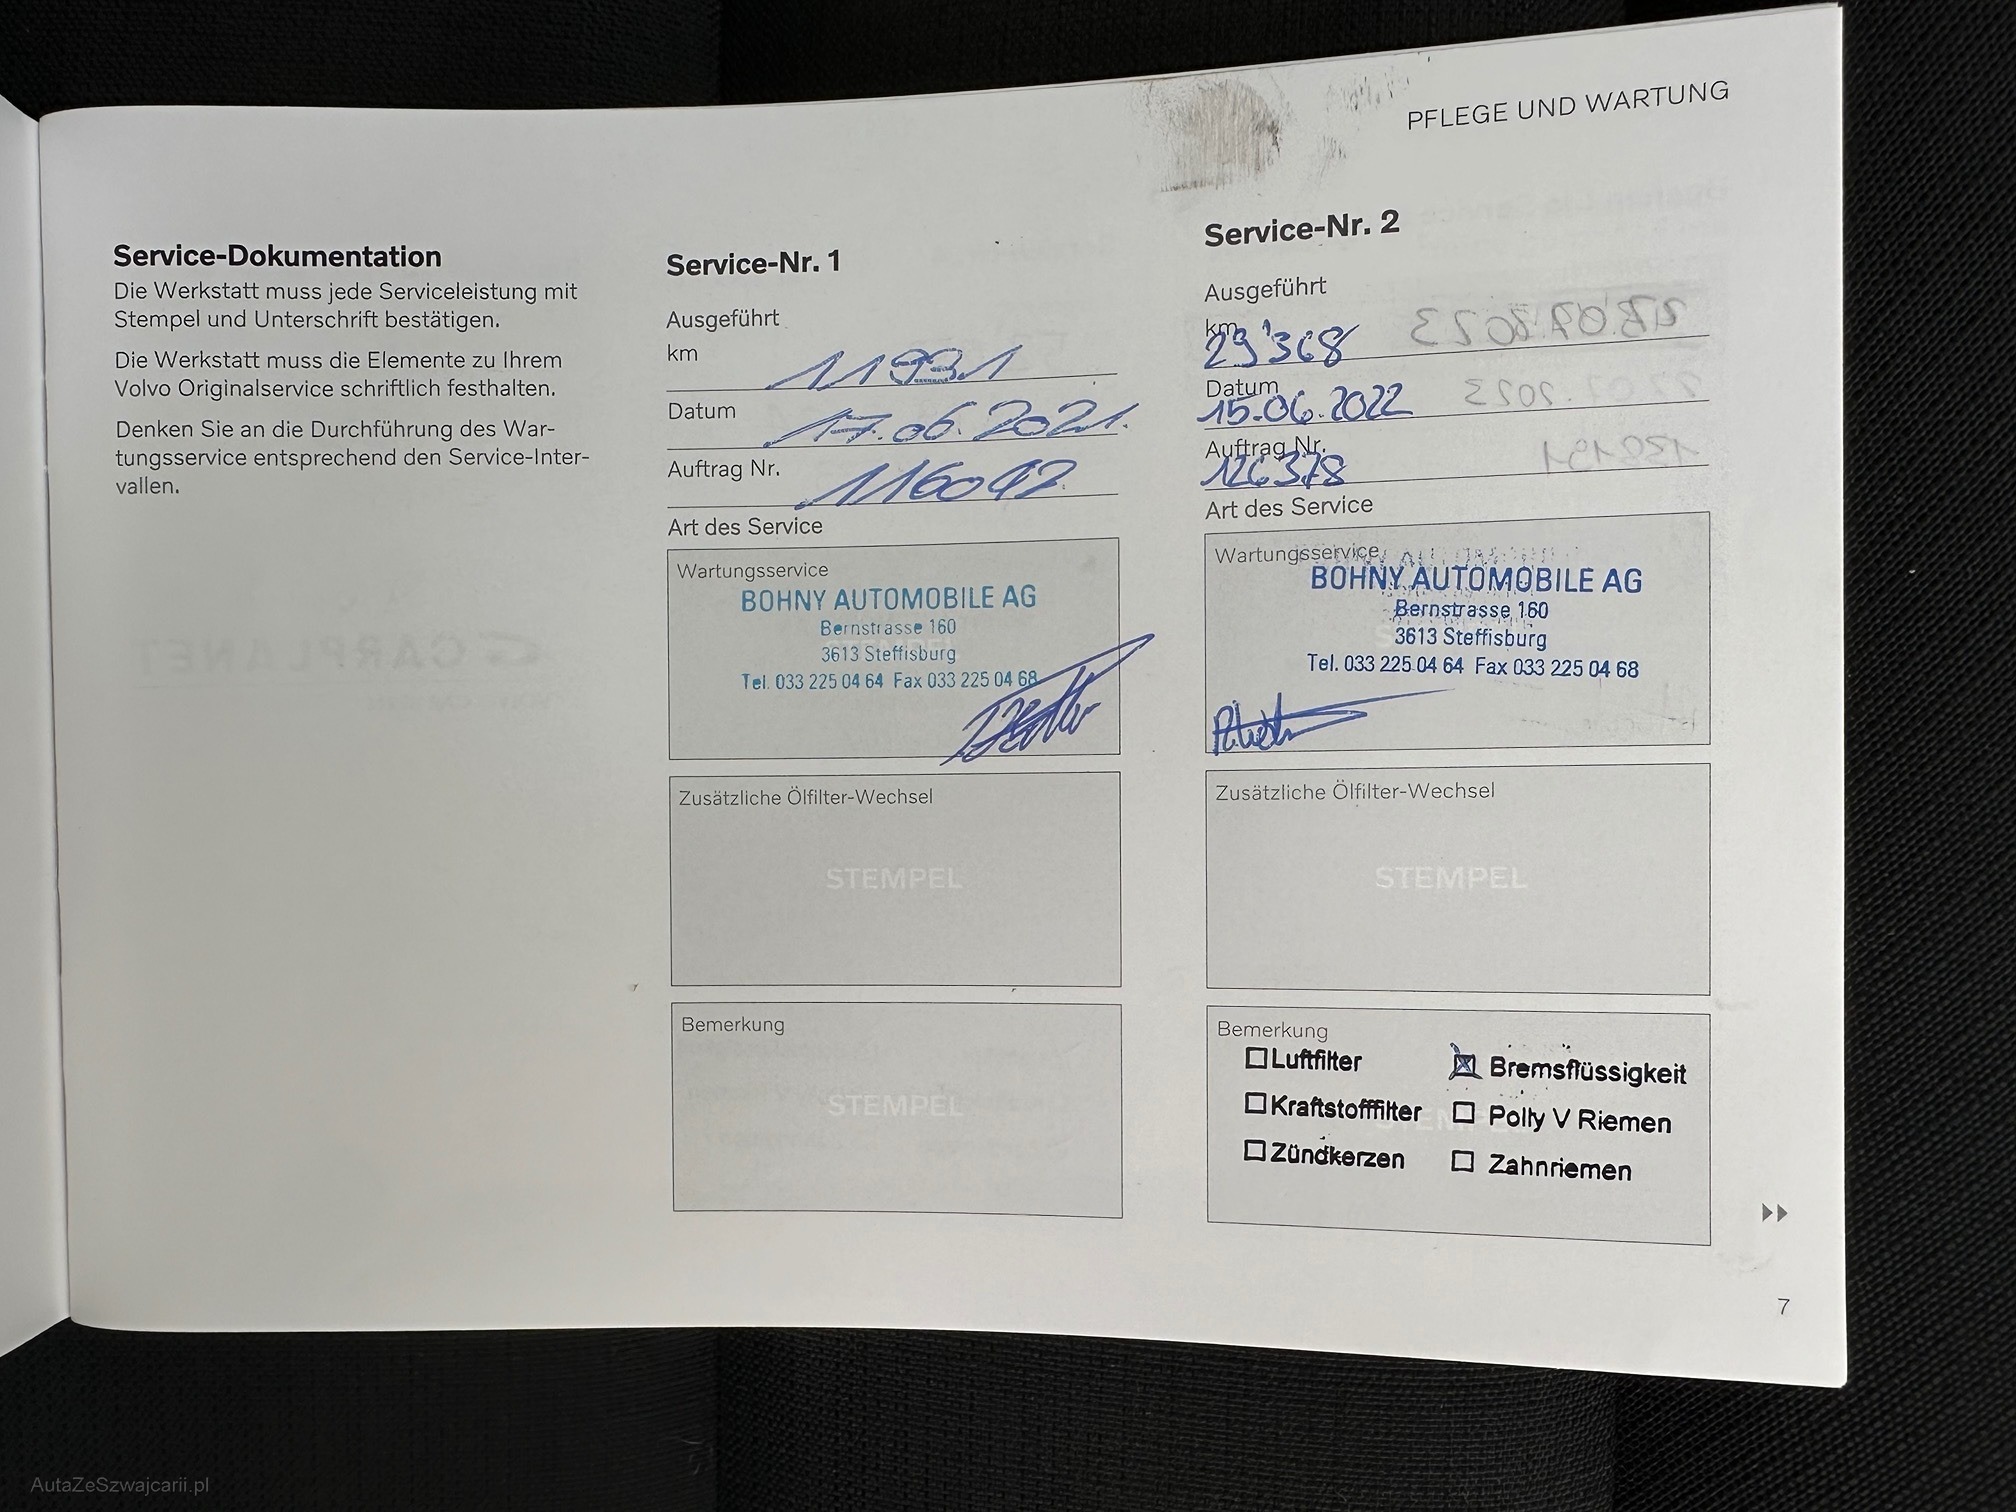 PFLEGE UND WARTUNG
Service-Dokumentation
Die Werkstatt muss jede Serviceleistung mit
Stempel und Unterschrift bestätigen.
Die Werkstatt muss die Elemente zu Ihrem
Volvo Originalservice schriftlich festhalten.
Denken Sie an die Durchführung des War-
tungsservice entsprechend den Service-Inter-
vallen.
Service-Nr. 1
Ausgeführt
km 11991
Datum 17.06.2021.
Auftrag Nr. 116047
Art des Service
Wartungsservice
BOHNY AUTOMOBILE AG
Bernstrasse 160
3613 Steffisburg
Tel. 033 225 04 64 Fax 033 225 04 68
Zusätzliche Ölfilter-Wechsel
STEMPEL
Bemerkung
STEMPEL
Service-Nr. 2
Ausgeführt
km 29'368
Datum 15.06.2022
Auftrag Nr. 126378
Art des Service
Wartungsservice
BOHNY AUTOMOBILE AG
Bernstrasse 160
3613 Steffisburg
Tel. 033 225 04 64 Fax 033 225 04 68
Zusätzliche Ölfilter-Wechsel
STEMPEL
Bemerkung
Luftfilter Bremsflüssigkeit
Kraftstofffilter Polly V Riemen
Zündkerzen Zahnriemen
7
AutaZeSzwajcarii.pl